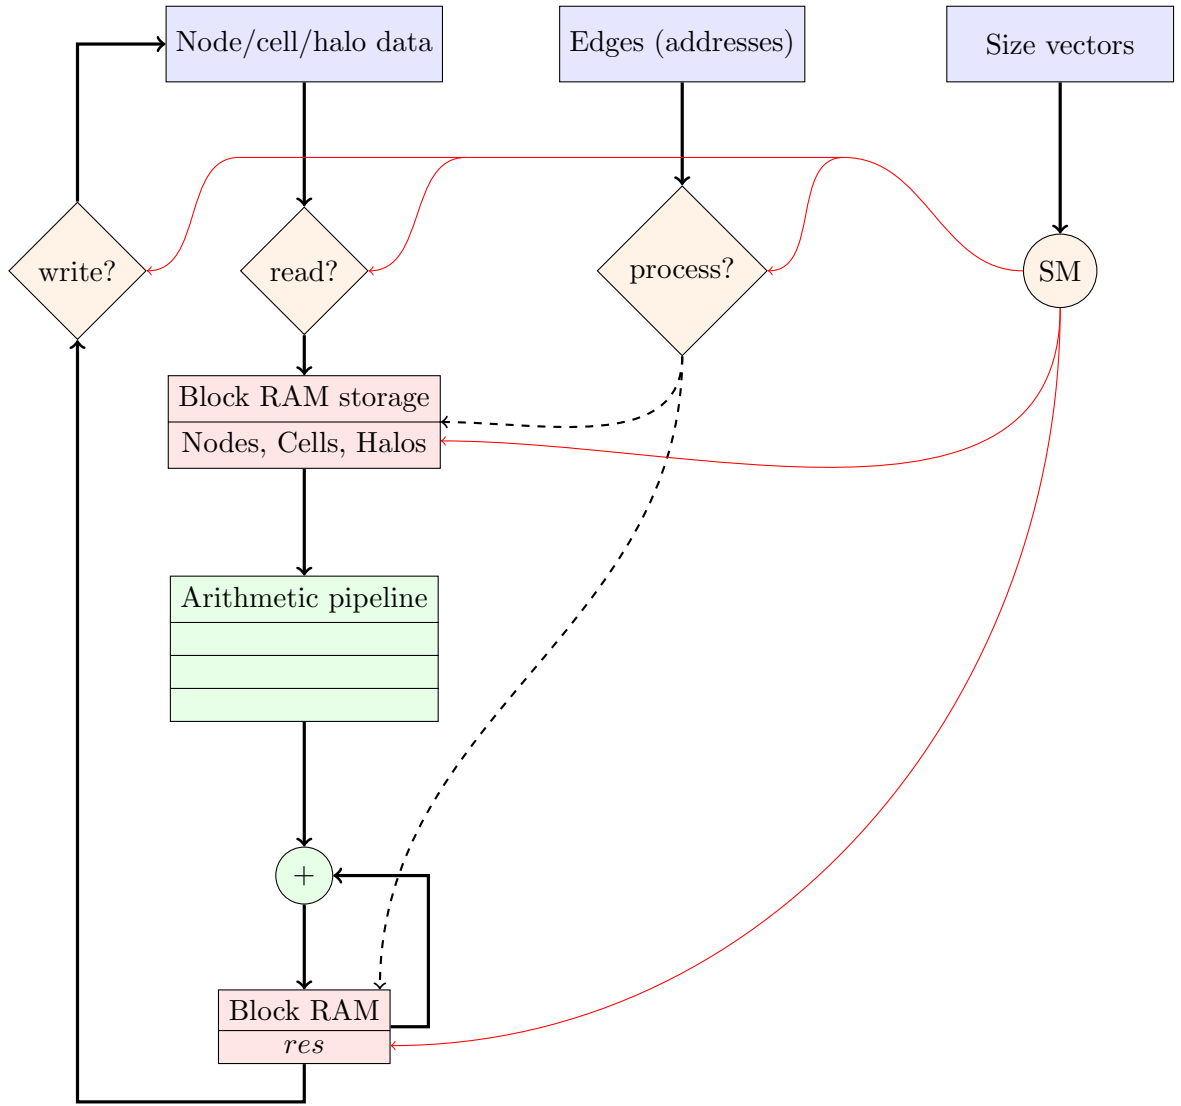 Node/cell/halo data
Edges (addresses)
Size vectors
write?
read?
process?
SM
Block RAM storage
Nodes, Cells, Halos
Arithmetic pipeline
+
Block RAM
res